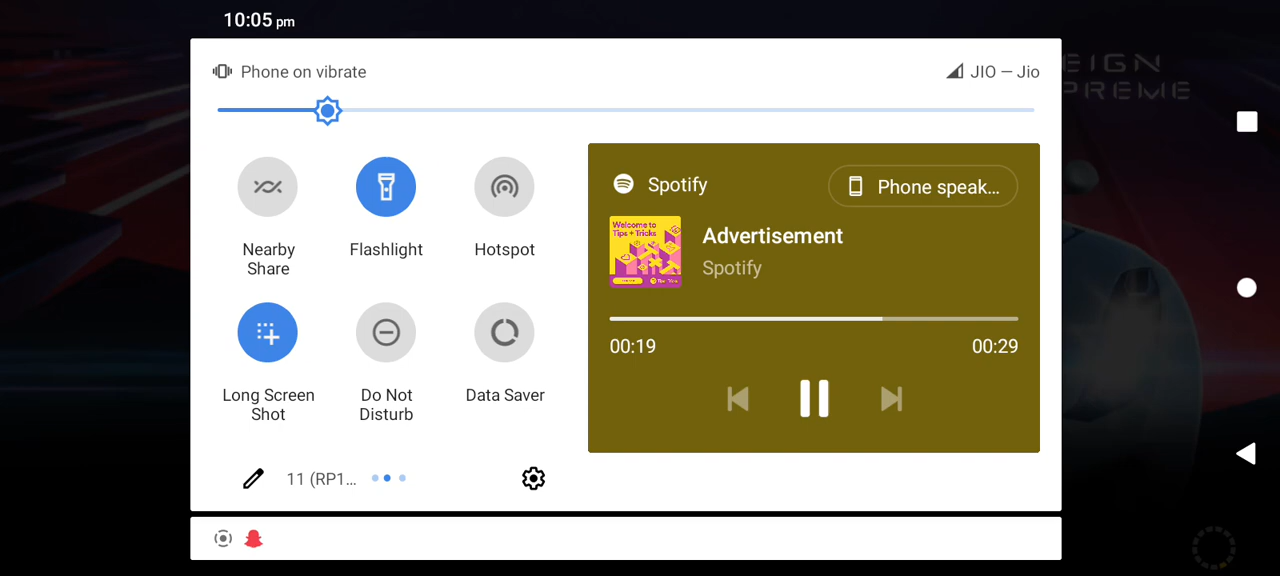 10:05 pm
EIGN
PREME
Phone on vibrate
JIO — Jio
Nearby
Share
Flashlight
Hotspot
Long Screen
Shot
Do Not
Disturb
Data Saver
11 (RP1...
Spotify
Phone speak...
Welcome to
Tips + Tricks
Advertisement
Spotify
00:19
00:29